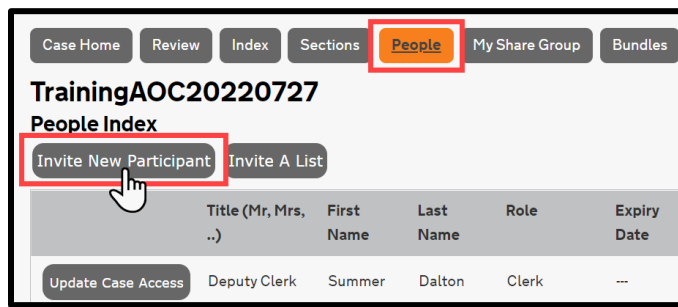 Case Home Review Index Sections People My Share Group Bundles
TrainingAOC20220727
People Index
Invite New Participant Invite A List
Title (Mr, Mrs, First Last Role Expiry
..) Name Name Date
Update Case Access Deputy Clerk Summer Dalton Clerk ---